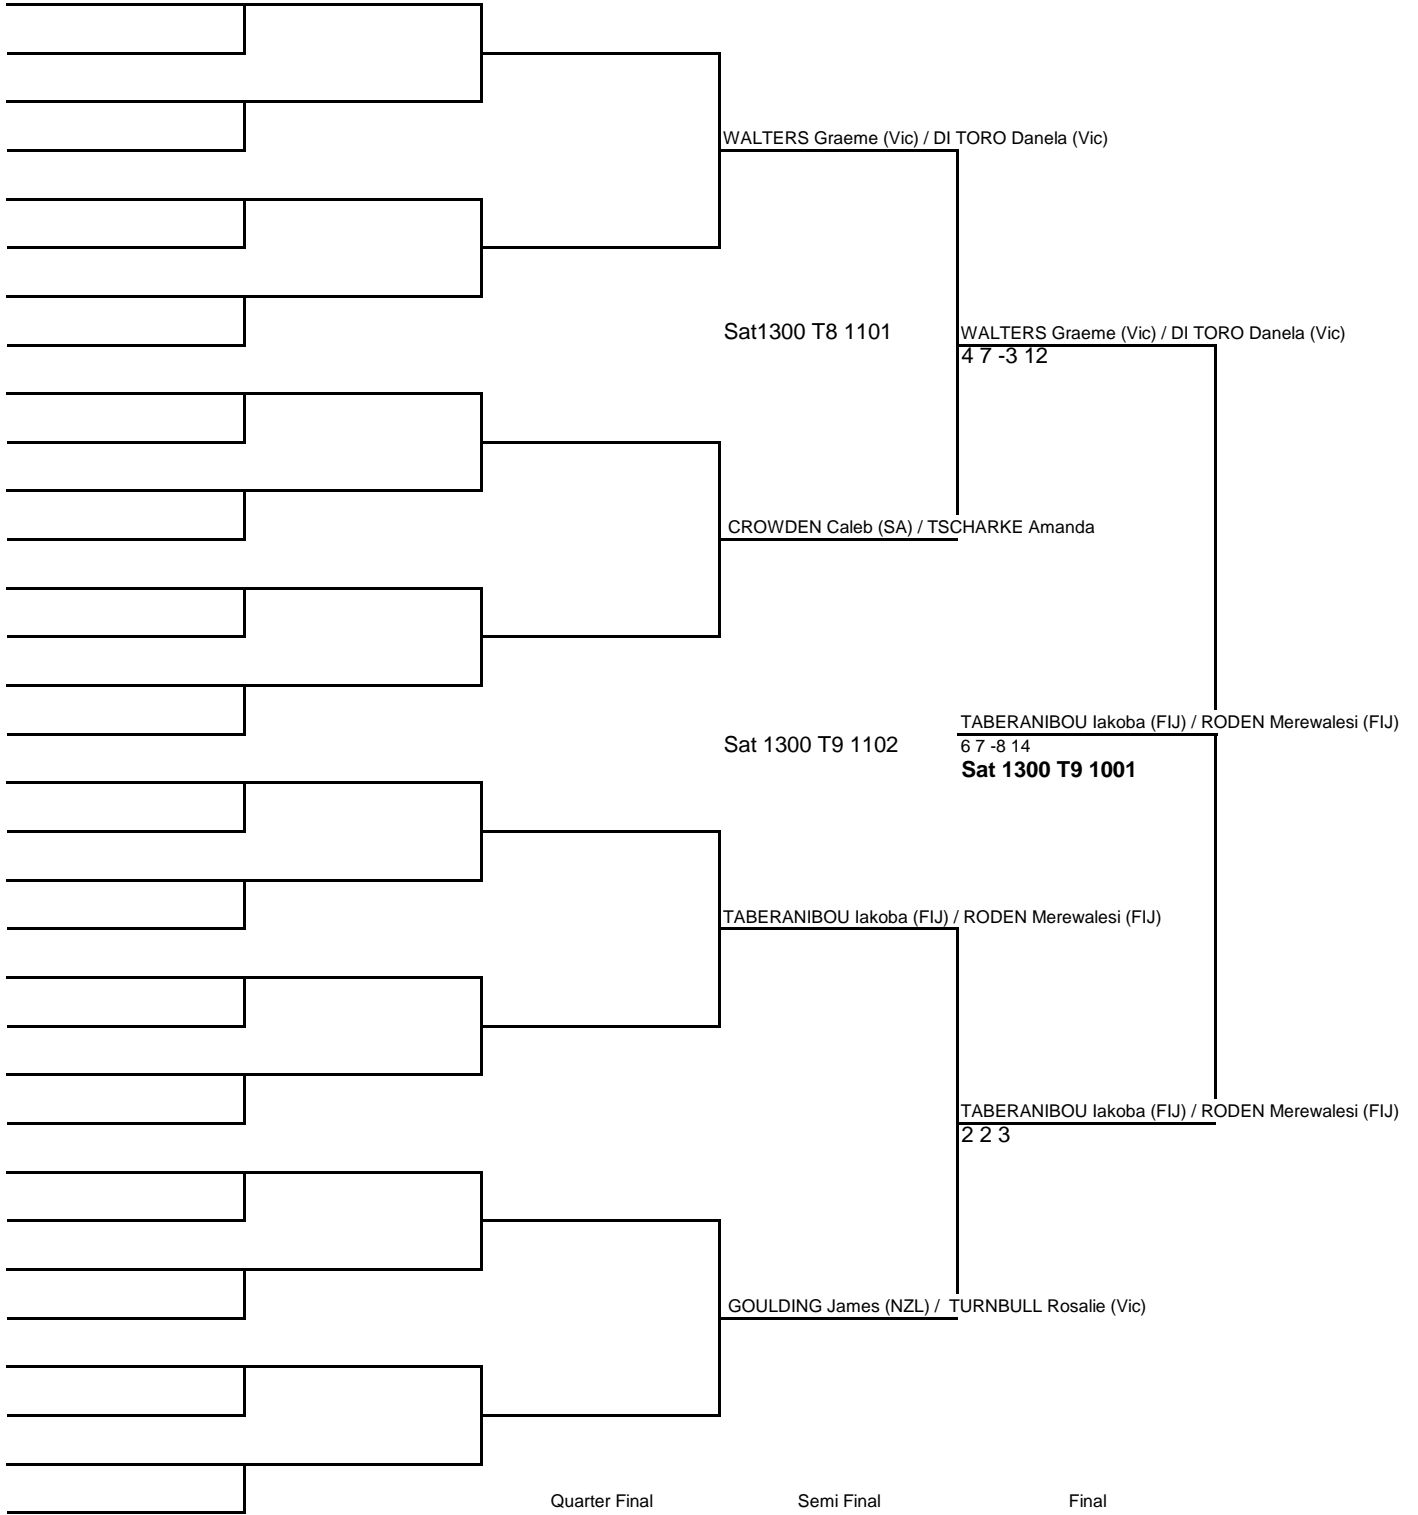 WALTERS Graeme (Vic) / DI TORO Danela (Vic)
Sat1300 T8 1101
WALTERS Graeme (Vic) / DI TORO Danela (Vic)
4 7 -3 12
CROWDEN Caleb (SA) / TSCHARKE Amanda
TABERANIBOU Iakoba (FIJ) / RODEN Merewalesi (FIJ)
Sat 1300 T9 1102
6 7 -8 14
Sat 1300 T9 1001
TABERANIBOU Iakoba (FIJ) / RODEN Merewalesi (FIJ)
TABERANIBOU Iakoba (FIJ) / RODEN Merewalesi (FIJ)
2 2 3
GOULDING James (NZL) /  TURNBULL Rosalie (Vic)
Quarter Final
Semi Final
Final